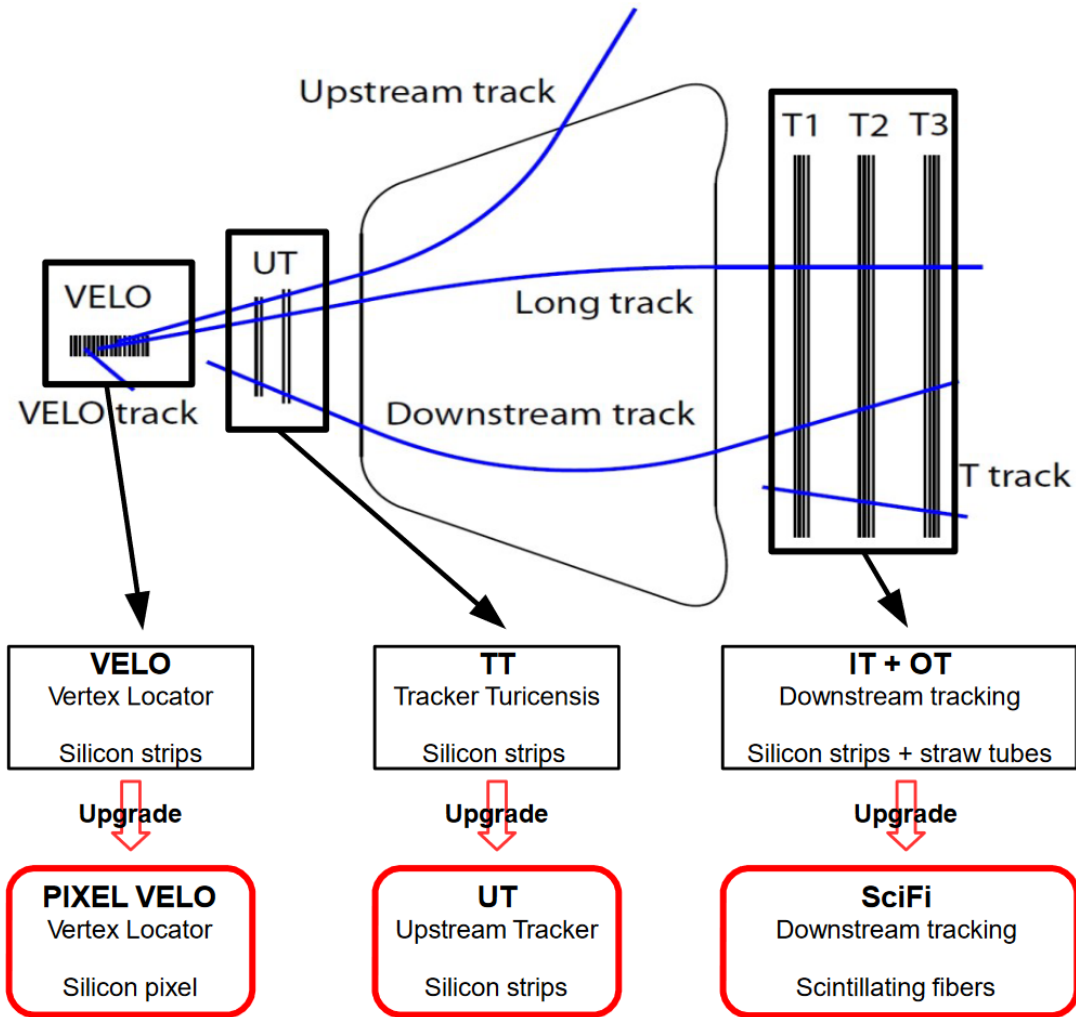 Upstream track
T1 T2 T3
UT
VELO
Long track
VELO track
Downstream track
T track
VELO
Vertex Locator
Silicon strips
TT
Tracker Turicensis
Silicon strips
IT + OT
Downstream tracking
Silicon strips + straw tubes
Upgrade
Upgrade
Upgrade
PIXEL VELO
Vertex Locator
Silicon pixel
UT
Upstream Tracker
Silicon strips
SciFi
Downstream tracking
Scintillating fibers